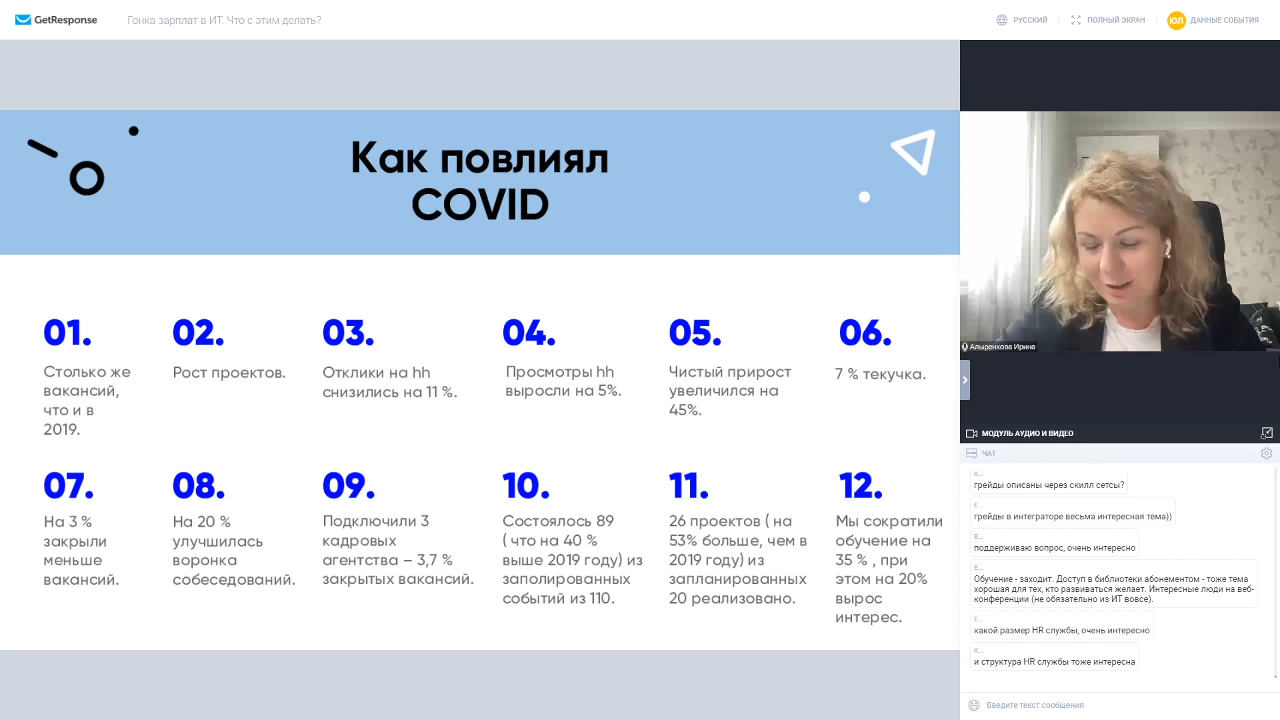 GetResponse
Гонка зарплат в ИТ. Что с этим делать?
РУССКИЙ
ПОЛНЫЙ ЭКРАН
ЮЛ
ДАННЫЕ СОБЫТИЯ
Как повлиял
COVID
01.
Столько же
вакансий,
что и в
2019.
02.
Рост проектов.
03.
Отклики на hh
снизились на 11 %.
04.
Просмотры hh
выросли на 5%.
05.
Чистый прирост
увеличился на
45%.
06.
7 % текучка.
07.
На 3 %
закрыли
меньше
вакансий.
08.
На 20 %
улучшилась
воронка
собеседований.
09.
Подключили 3
кадровых
агентства – 3,7 %
закрытых вакансий.
10.
Состоялось 89
( что на 40 %
выше 2019 году) из
заполированных
событий из 110.
11.
26 проектов ( на
53% больше, чем в
2019 году) из
запланированных
20 реализовано.
12.
Мы сократили
обучение на
35 % , при
этом на 20%
вырос
интерес.
Алыренкова Ирина
МОДУЛЬ АУДИО И ВИДЕО
ЧАТ
К...
грейды описаны через скилл сетсы?
Е...
грейды в интеграторе весьма интересная тема))
В...
поддерживаю вопрос, очень интересно
Е...
Обучение - заходит. Доступ в библиотеки абонементом - тоже тема
хорошая для тех, кто развиваться желает. Интересные люди на веб-
конференции (не обязательно из ИТ вовсе).
Е...
какой размер HR службы, очень интересно
К...
и структура HR службы тоже интересна
Введите текст сообщения